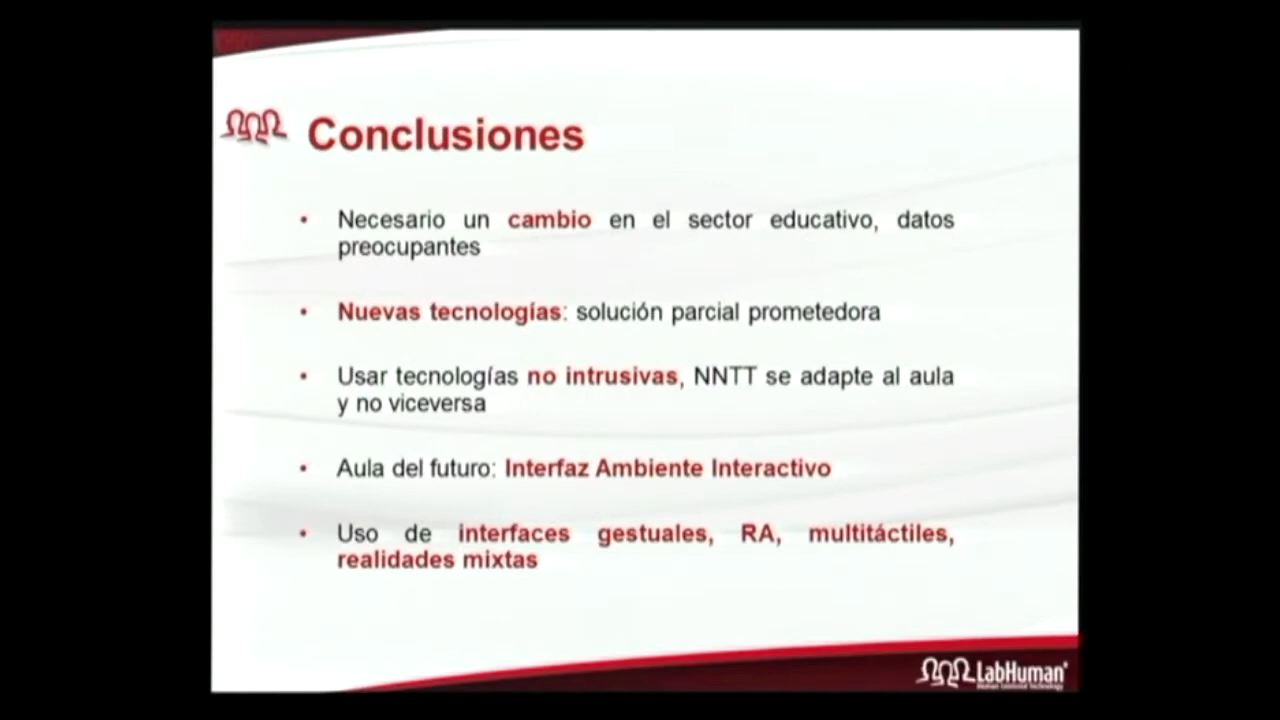 Conclusiones
• Necesario un cambio en el sector educativo, datos
preocupantes
• Nuevas tecnologías: solución parcial prometedora
• Usar tecnologías no intrusivas, NNTT se adapte al aula
y no viceversa
• Aula del futuro: Interfaz Ambiente Interactivo
• Uso de interfaces gestuales, RA, multitáctiles,
realidades mixtas
LabHuman